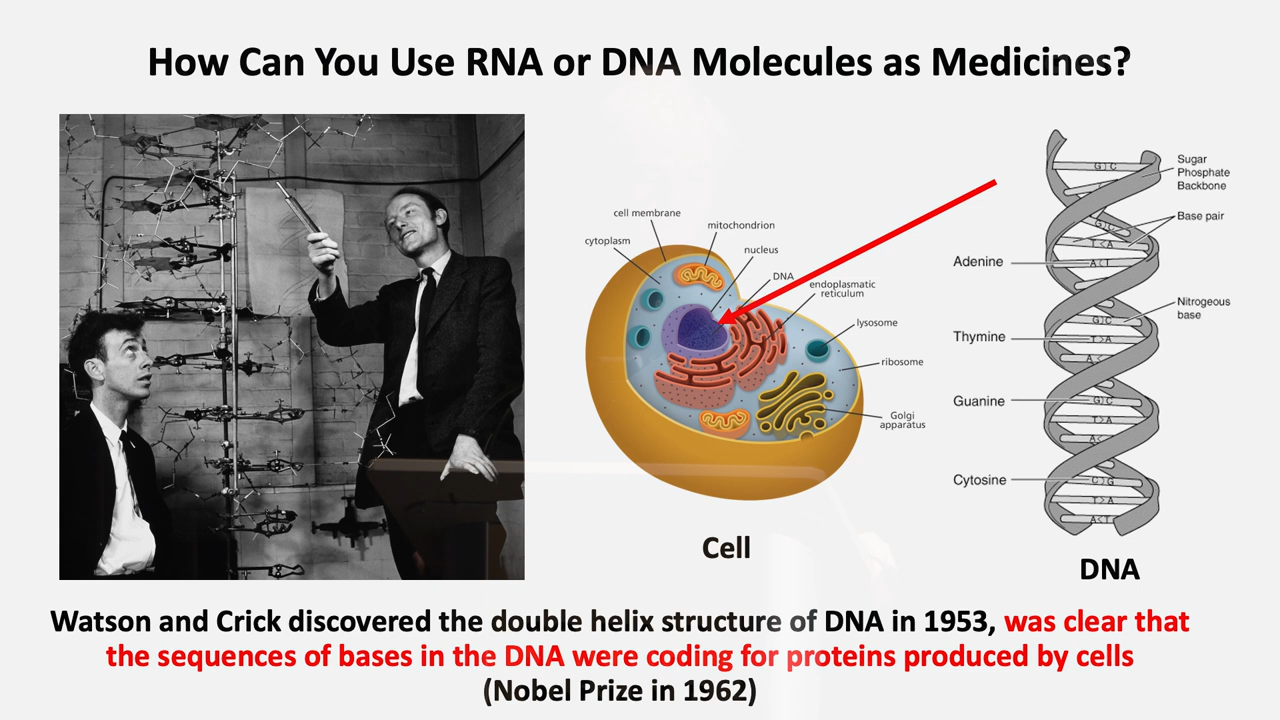 How Can You Use RNA or DNA Molecules as Medicines?
cell membrane
mitochondrion
cytoplasm
nucleus
DNA
endoplasmatic
reticulum
lysosome
ribosome
Golgi
apparatus
Cell
Sugar
Phosphate
Backbone
Base pair
Adenine
Nitrogeous
base
Thymine
Guanine
Cytosine
G C
G C
T A
A T
G C
T A
A
G C
T A
A
C G
T A
A T
DNA
Watson and Crick discovered the double helix structure of DNA in 1953, was clear that
the sequences of bases in the DNA were coding for proteins produced by cells
(Nobel Prize in 1962)